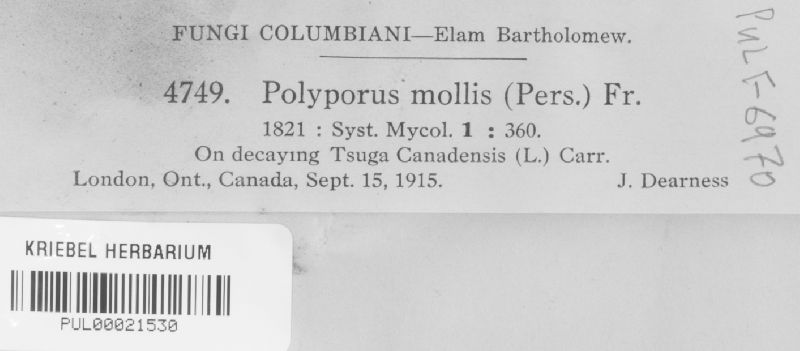 FUNGI COLUMBIANI—Elam Bartholomew.
4749. Polyporus mollis (Pers.) Fr.
1821 : Syst. Mycol. 1 : 360.
On decaying Tsuga Canadensis (L.) Carr.
London, Ont., Canada, Sept. 15, 1915. J. Dearness
PUL F-6970
KRIEBEL HERBARIUM
PUL00021530